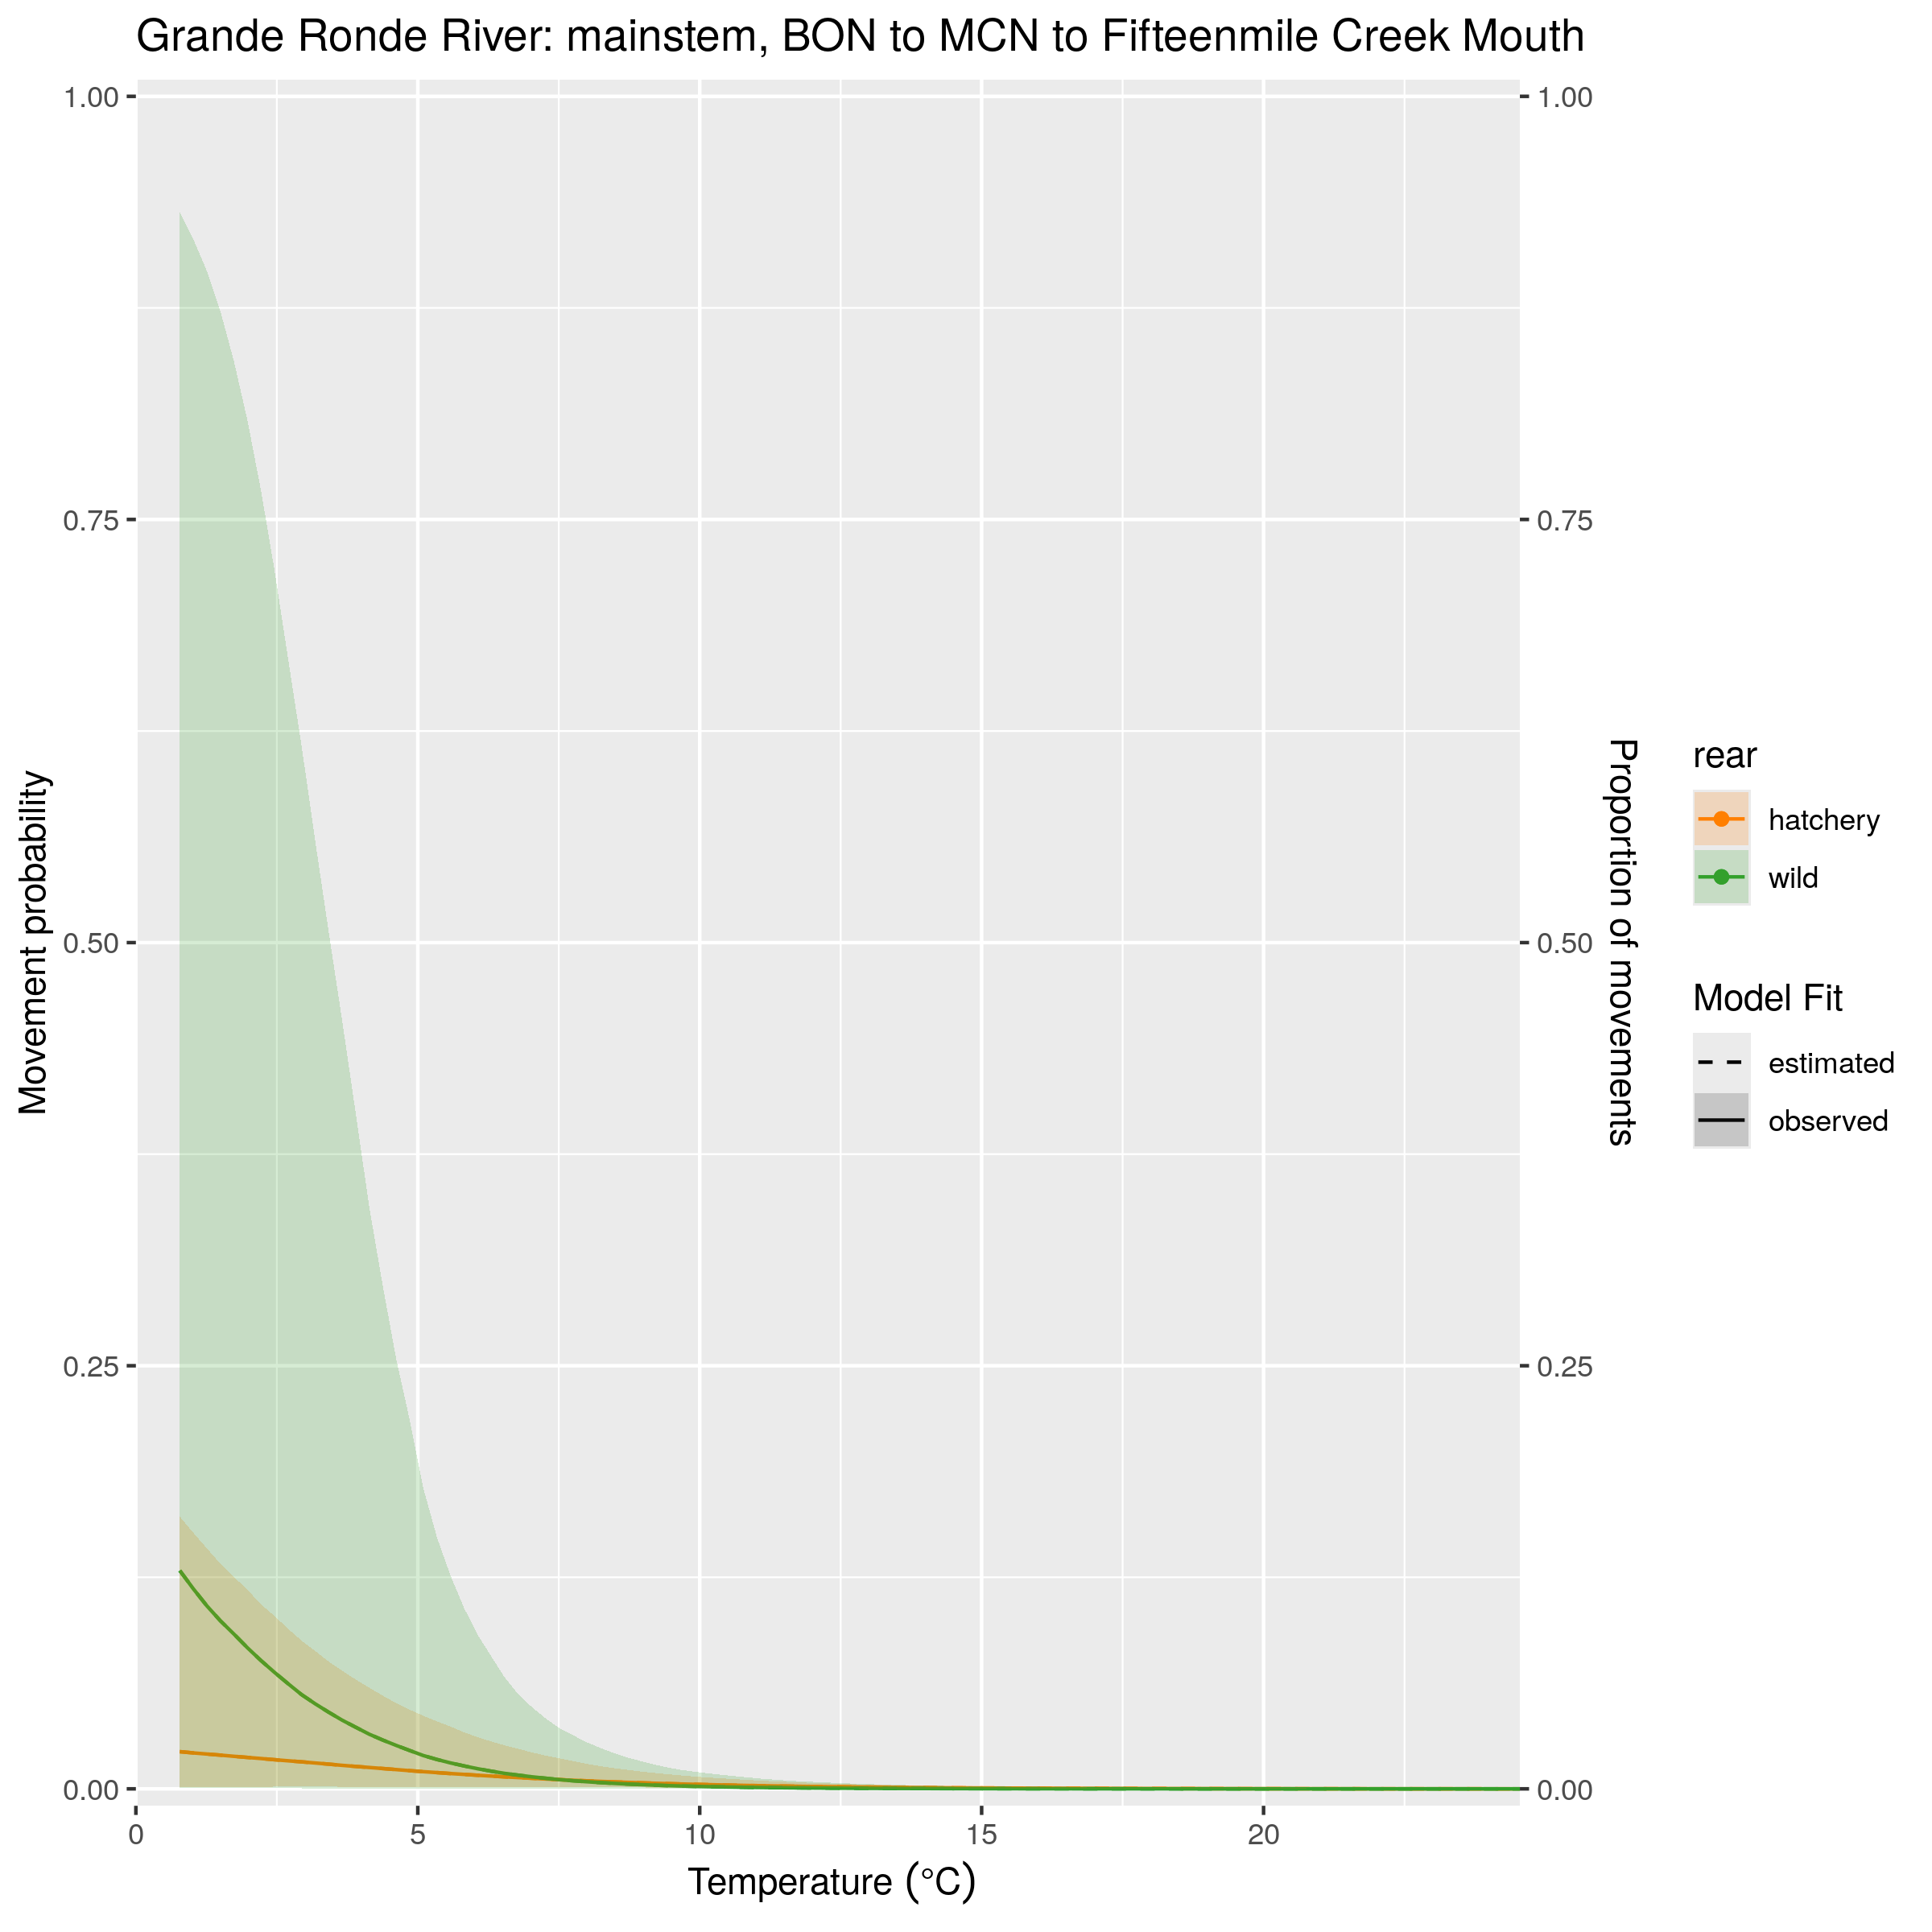 Grande Ronde River: mainstem, BON to MCN to Fifteenmile Creek Mouth
1.00
0.75
0.50
0.25
0.00
Movement probability
0
5
10
15
20
Temperature (°C)
1.00
0.75
0.50
0.25
0.00
Proportion of movements
rear
hatchery
wild
Model Fit
estimated
observed